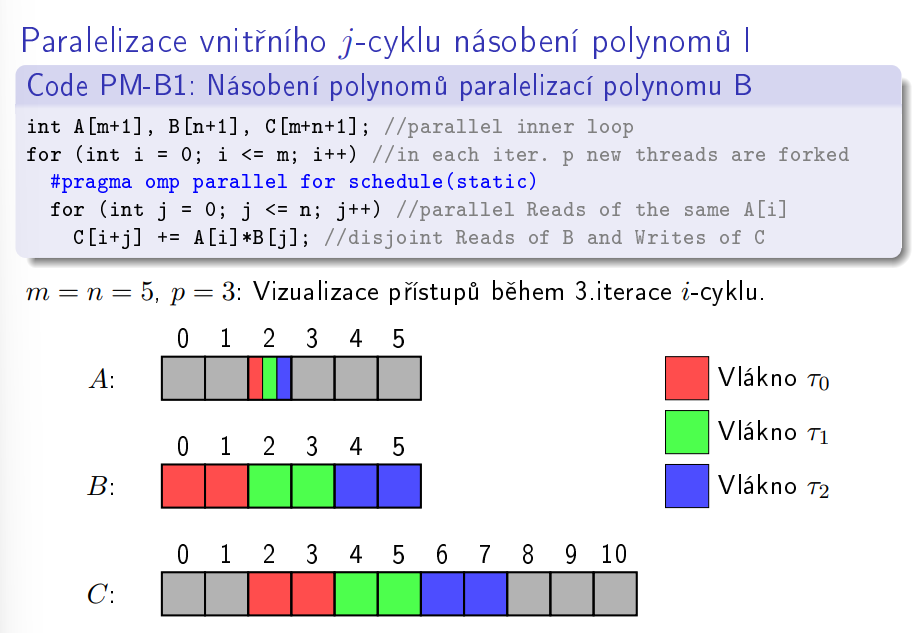 Paralelizace vnitřního j-cyklu násobení polynomů I
Code PM-B1: Násobení polynomů paralelizací polynomu B
int A[m+1], B[n+1], C[m+n+1]; //parallel inner loop
for (int i = 0; i <= m; i++) //in each iter. p new threads are forked
#pragma omp parallel for schedule(static)
for (int j = 0; j <= n; j++) //parallel Reads of the same A[i]
C[i+j] += A[i]*B[j]; //disjoint Reads of B and Writes of C
m = n = 5, p = 3: Vizualizace přístupů během 3.iterace i-cyklu.
0 1 2 3 4 5
A:
Vlákno τ0
0 1 2 3 4 5
Vlákno τ1
B:
Vlákno τ2
0 1 2 3 4 5 6 7 8 9 10
C: